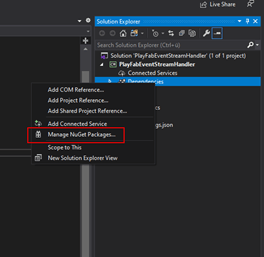 Live Share
Solution Explorer
Search Solution Explorer (Ctrl+ù)
Solution 'PlayFabEventStreamHandler' (1 of 1 project)
PlayFabEventStreamHandler
Connected Services
Dependencies
Add COM Reference...
Add Project Reference...
Add Shared Project Reference...
Add Connected Service
Manage NuGet Packages...
Scope to This
New Solution Explorer View